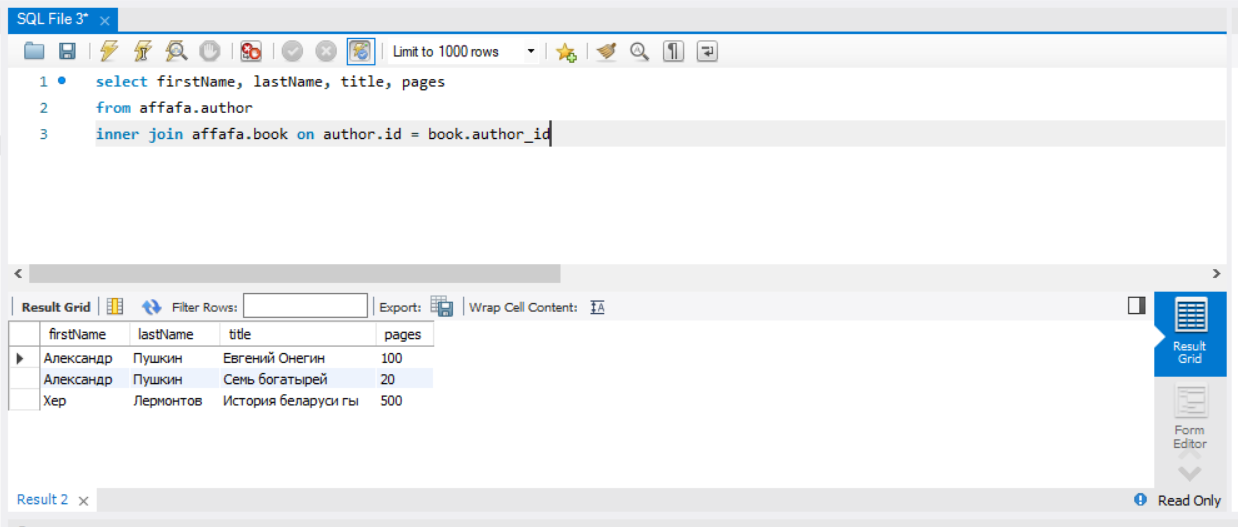 SQL File 3*
Limit to 1000 rows
1 select firstName, lastName, title, pages
2 from affafa.author
3 inner join affafa.book on author.id = book.author_id
Result Grid Filter Rows: Export: Wrap Cell Content:
firstName lastName title pages
Александр Пушкин Евгений Онегин 100
Александр Пушкин Семь богатырей 20
Хер Лермонтов История беларуси гы 500
Result
Grid
Form
Editor
Result 2 Read Only